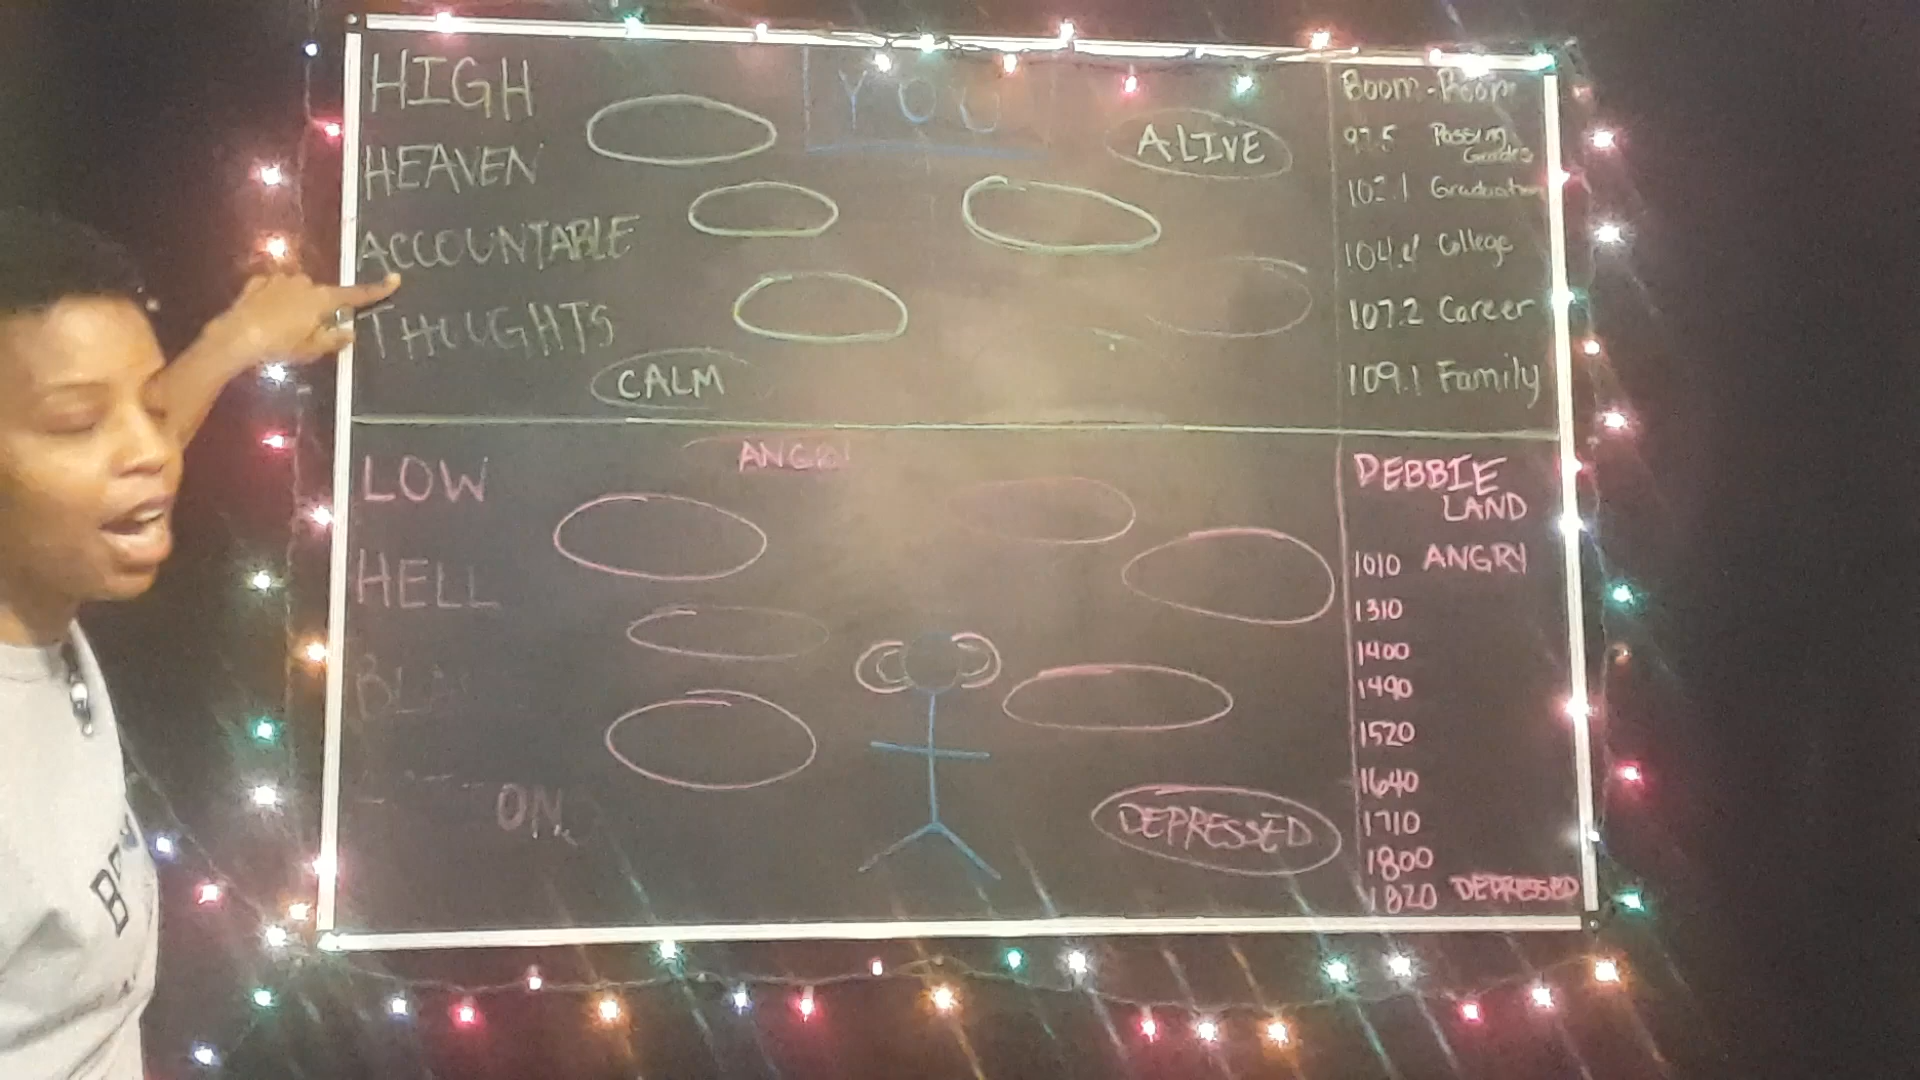 HIGH
HEAVEN
ACCOUNTABLE
THOUGHTS
YOU
ALIVE
CALM
Boom-Boom
97.5 Passing
Grades
102.1 Graduation
104.4 College
107.2 Career
109.1 Family
LOW
HELL
ANGRY
DEPRESSED
DEBBIE
LAND
1010 ANGRY
1310
1400
1490
1520
1640
1710
1800
1820 DEPRESSED